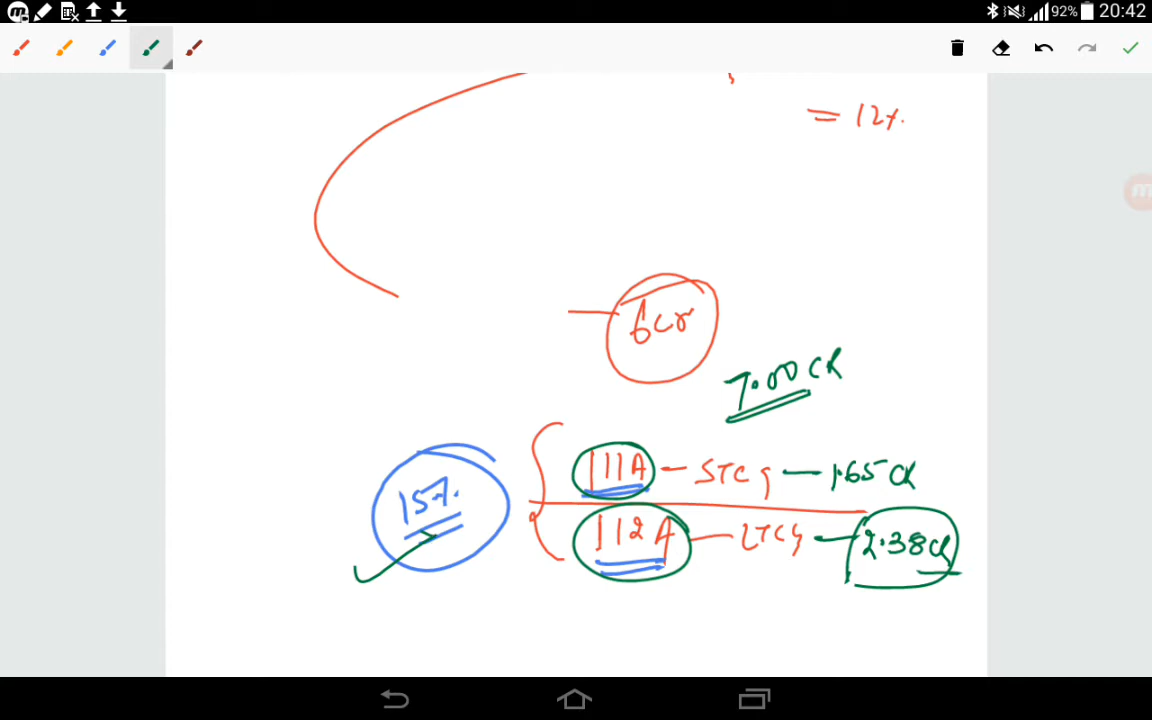 92% 20:42
= 12%
6cr
7.00 CR
111A - STCG - 1.65 CR
15%
112A - LTCG - 2.38 CR